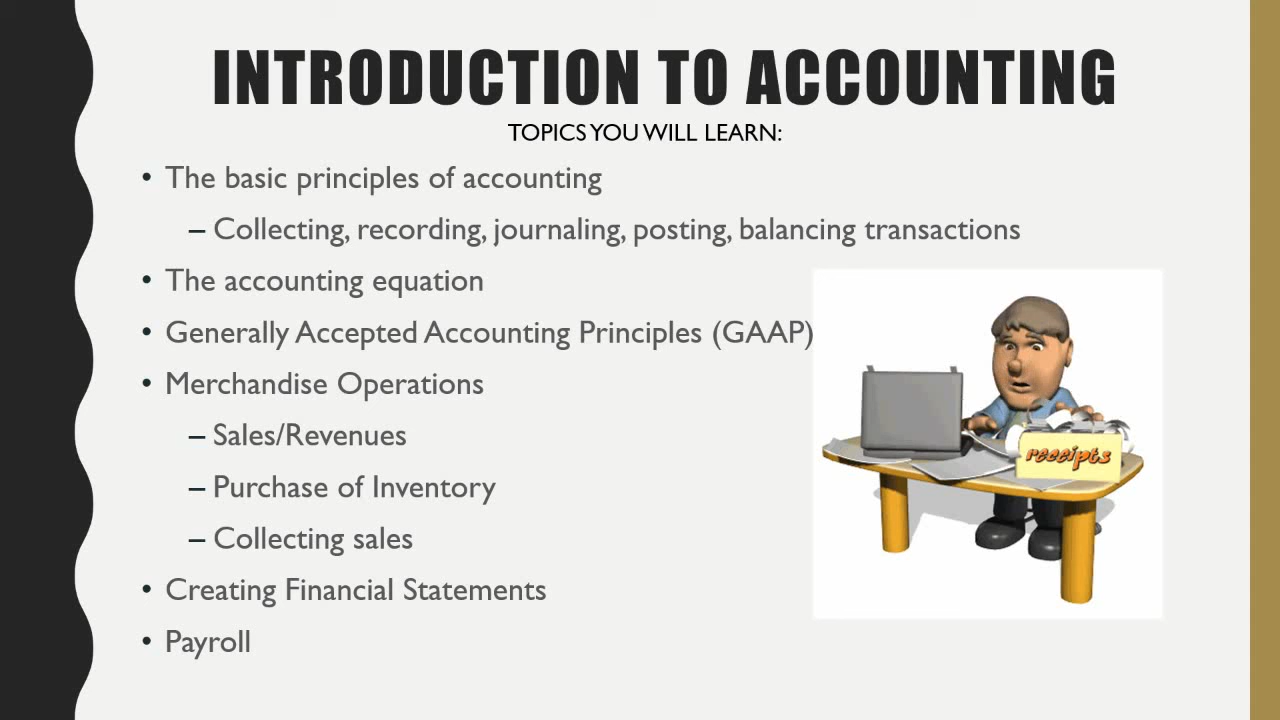 INTRODUCTION TO ACCOUNTING
TOPICS YOU WILL LEARN:
• The basic principles of accounting
– Collecting, recording, journaling, posting, balancing transactions
• The accounting equation
• Generally Accepted Accounting Principles (GAAP)
• Merchandise Operations
– Sales/Revenues
– Purchase of Inventory
– Collecting sales
• Creating Financial Statements
• Payroll
receipts